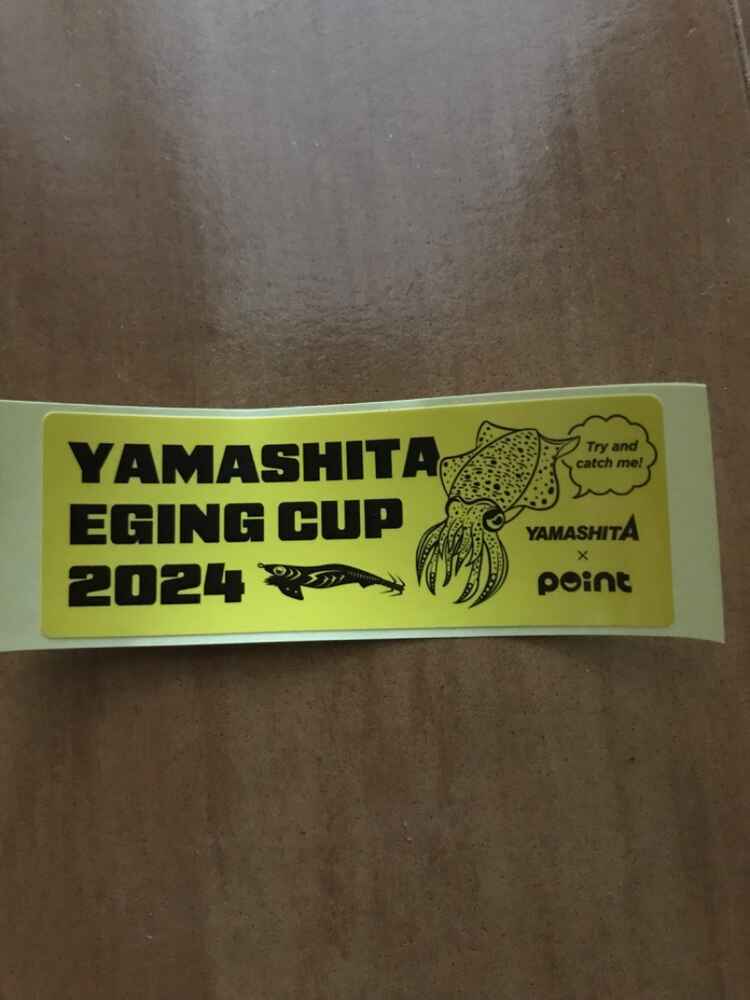 YAMASHITA
EGING CUP
2024
Try and
catch me!
YAMASHITA
×
point